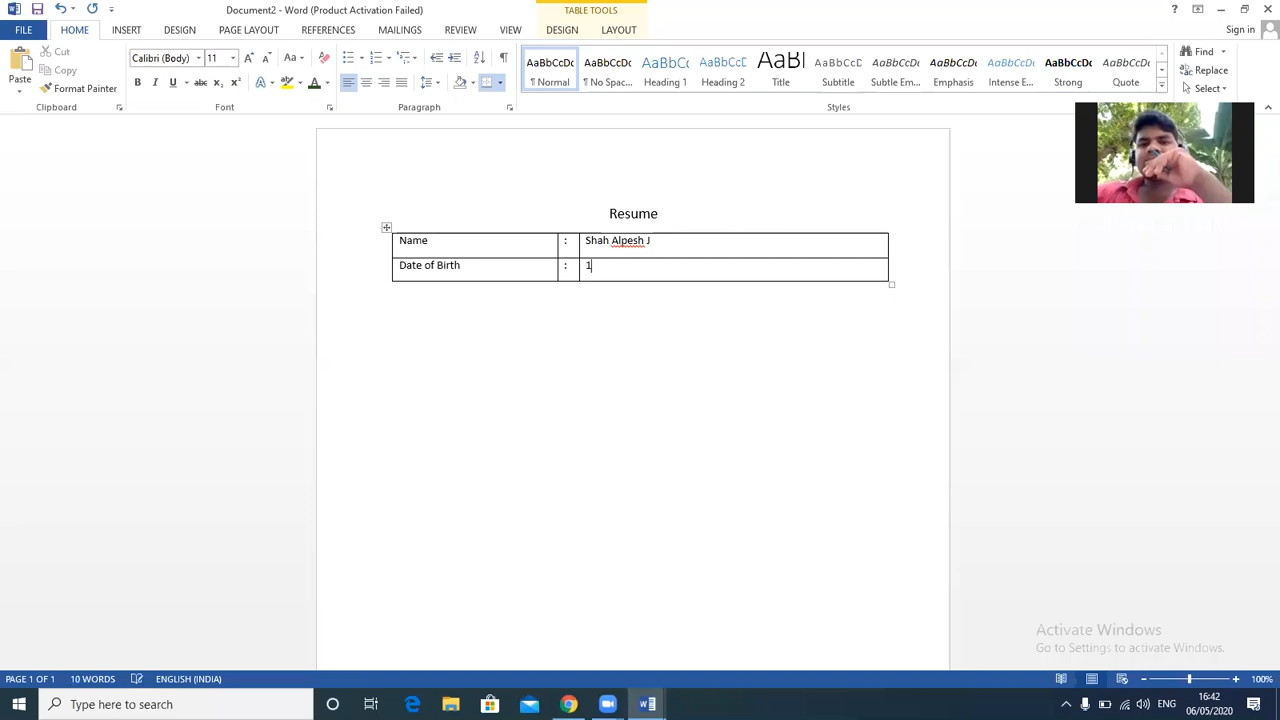 Document2 - Word (Product Activation Failed)
TABLE TOOLS
?
FILE HOME INSERT DESIGN PAGE LAYOUT REFERENCES MAILINGS REVIEW VIEW DESIGN LAYOUT Sign in
Paste
Cut
Copy
Format Painter
Calibri (Body) 11
B I U abc x₂ x²
Aa
AaBbCcDc AaBbCcDc AaBbCc AaBbCcD AaBl AaBbCcD AaBbCcDc AaBbCcDc AaBbCcDc AaBbCcDc AaBbCcDc
¶ Normal ¶ No Spac... Heading 1 Heading 2 Title Subtitle Subtle Em... Emphasis Intense E... Strong Quote
Find
Replace
Select
Clipboard Font Paragraph Styles
Resume
Name : Shah Alpesh J
Date of Birth : 1
Activate Windows
Go to Settings to activate Windows.
PAGE 1 OF 1 10 WORDS ENGLISH (INDIA) 100%
Type here to search
ENG
16:42
06/05/2020